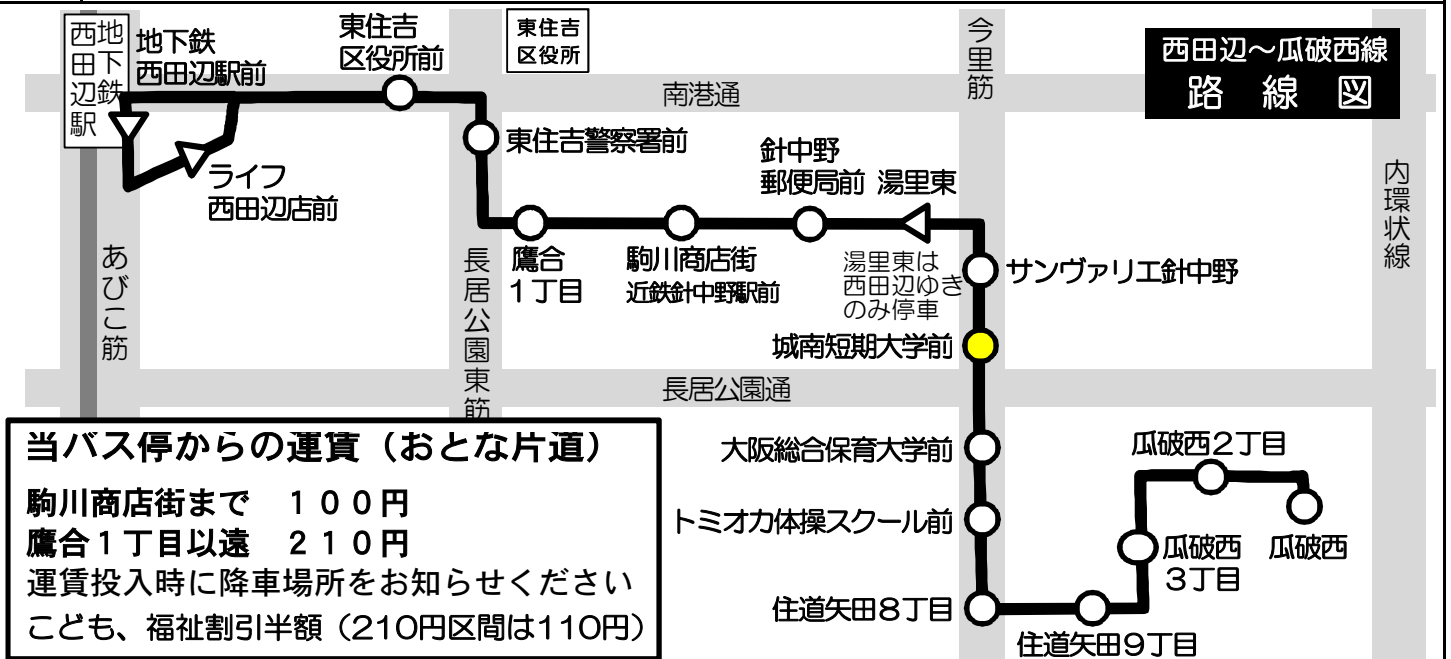 地下鉄
西田辺駅
地下鉄
西田辺駅前
東住吉
区役所前
東住吉
区役所
今里筋
西田辺～瓜破西線
路線図
南港通
東住吉警察署前
ライフ
西田辺店前
針中野
郵便局前
湯里東
内環状線
あびこ筋
長居公園東筋
鷹合
1丁目
駒川商店街
近鉄針中野駅前
湯里東は
西田辺ゆき
のみ停車
サンヴァリエ針中野
城南短期大学前
長居公園通
当バス停からの運賃（おとな片道）
駒川商店街まで　１００円
鷹合１丁目以遠　２１０円
運賃投入時に降車場所をお知らせください
こども、福祉割引半額（210円区間は110円）
大阪総合保育大学前
トミオカ体操スクール前
住道矢田8丁目
住道矢田9丁目
瓜破西2丁目
瓜破西
3丁目
瓜破西